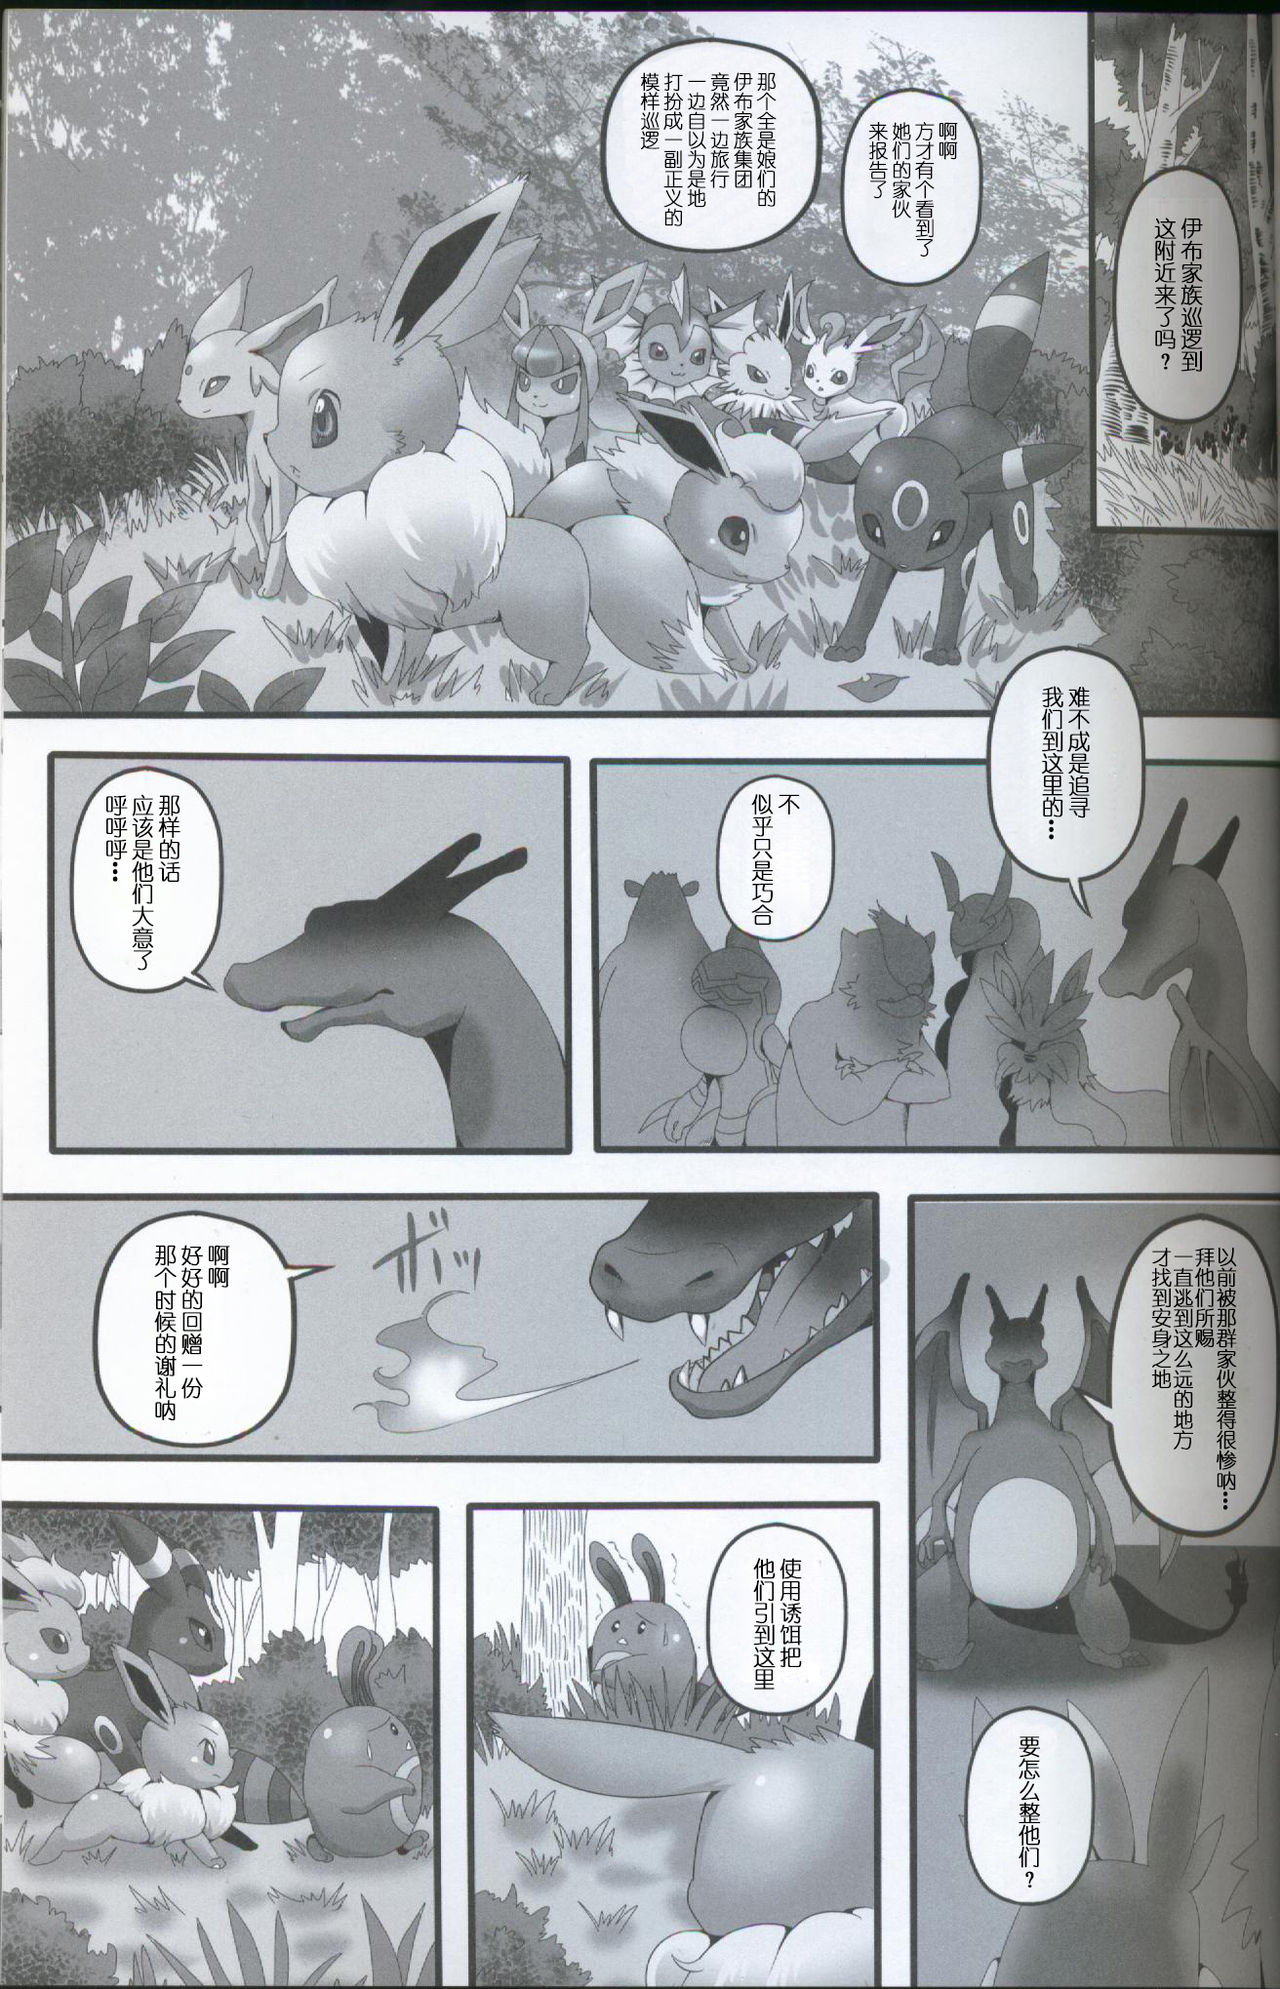 伊布家族巡逻到
这附近来了吗？
啊啊
方才有个看到了
她们的家伙
来报告了
那个全是娘们的
伊布家族集团
竟然一边旅行
一边自以为是地
打扮成一副正义的
模样巡逻
难不成是追寻
我们到这里的…
不
似乎只是巧合
那样的话
应该是他们大意了
呼呼呼…
以前被那群家伙整得很惨呐…
拜他们所赐
一直逃到这么远的地方
才找到安身之地
ボッ
啊啊
好好的回赠一份
那个时候的谢礼呐
要怎么整他们？
使用诱饵把
他们引到这里